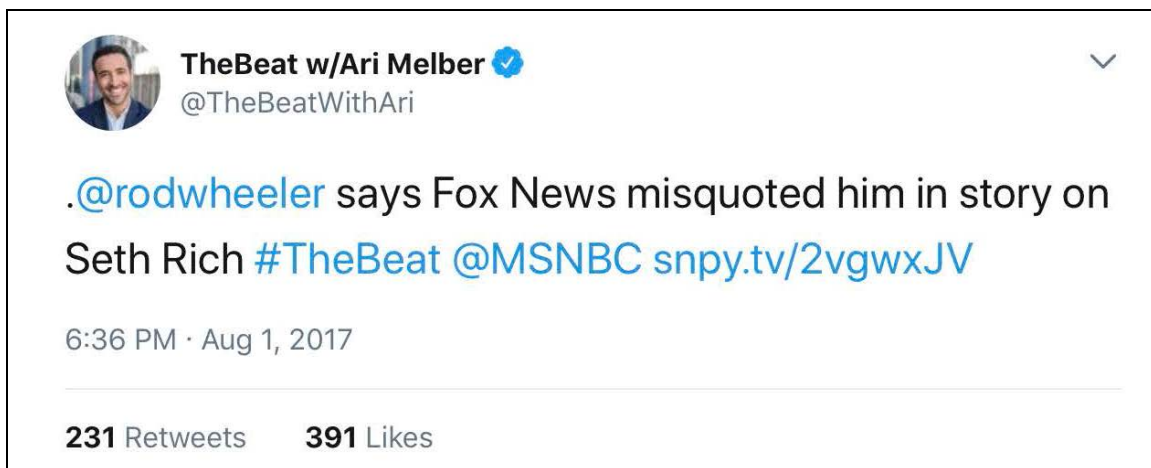 TheBeat w/Ari Melber
@TheBeatWithAri
.@rodwheeler says Fox News misquoted him in story on
Seth Rich #TheBeat @MSNBC snpy.tv/2vgwxJV
6:36 PM · Aug 1, 2017
231 Retweets 391 Likes